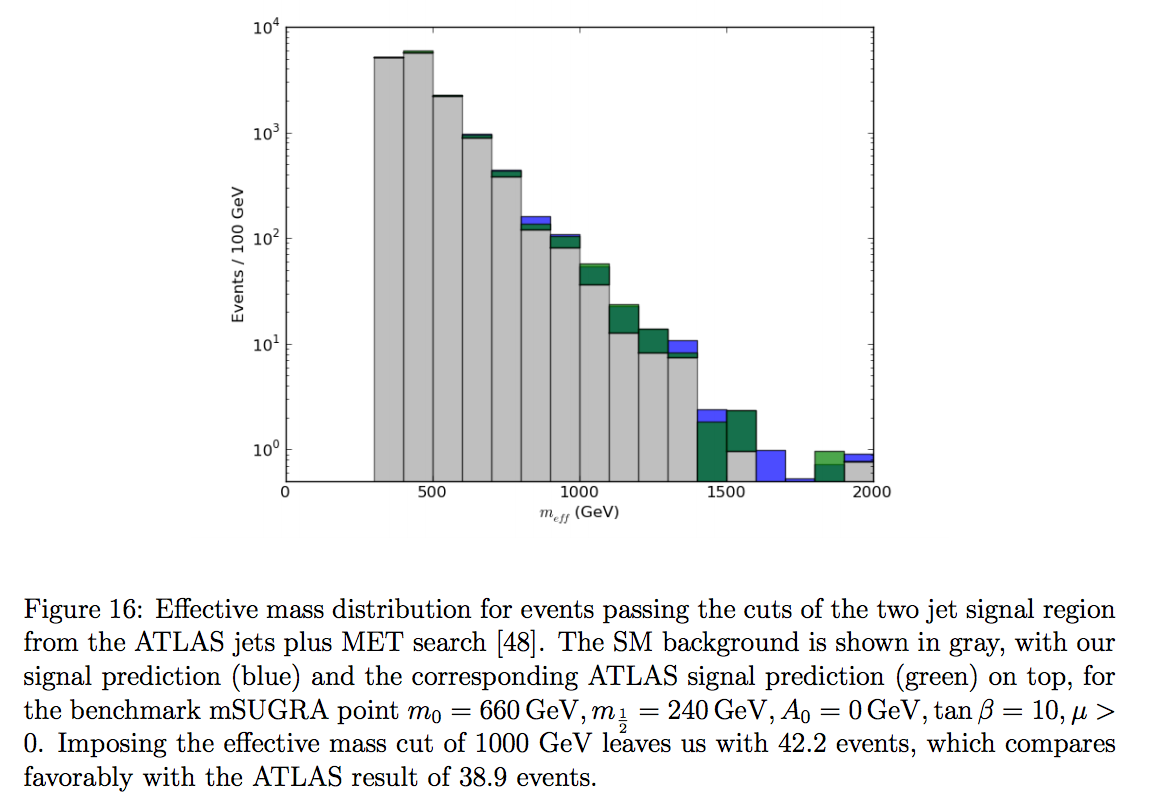 10^4
10^3
10^2
10^1
10^0
Events / 100 GeV
0 500 1000 1500 2000
m_eff (GeV)
Figure 16: Effective mass distribution for events passing the cuts of the two jet signal region
from the ATLAS jets plus MET search [48]. The SM background is shown in gray, with our
signal prediction (blue) and the corresponding ATLAS signal prediction (green) on top, for
the benchmark mSUGRA point m_0 = 660 GeV, m_{1/2} = 240 GeV, A_0 = 0 GeV, tan β = 10, μ >
0. Imposing the effective mass cut of 1000 GeV leaves us with 42.2 events, which compares
favorably with the ATLAS result of 38.9 events.